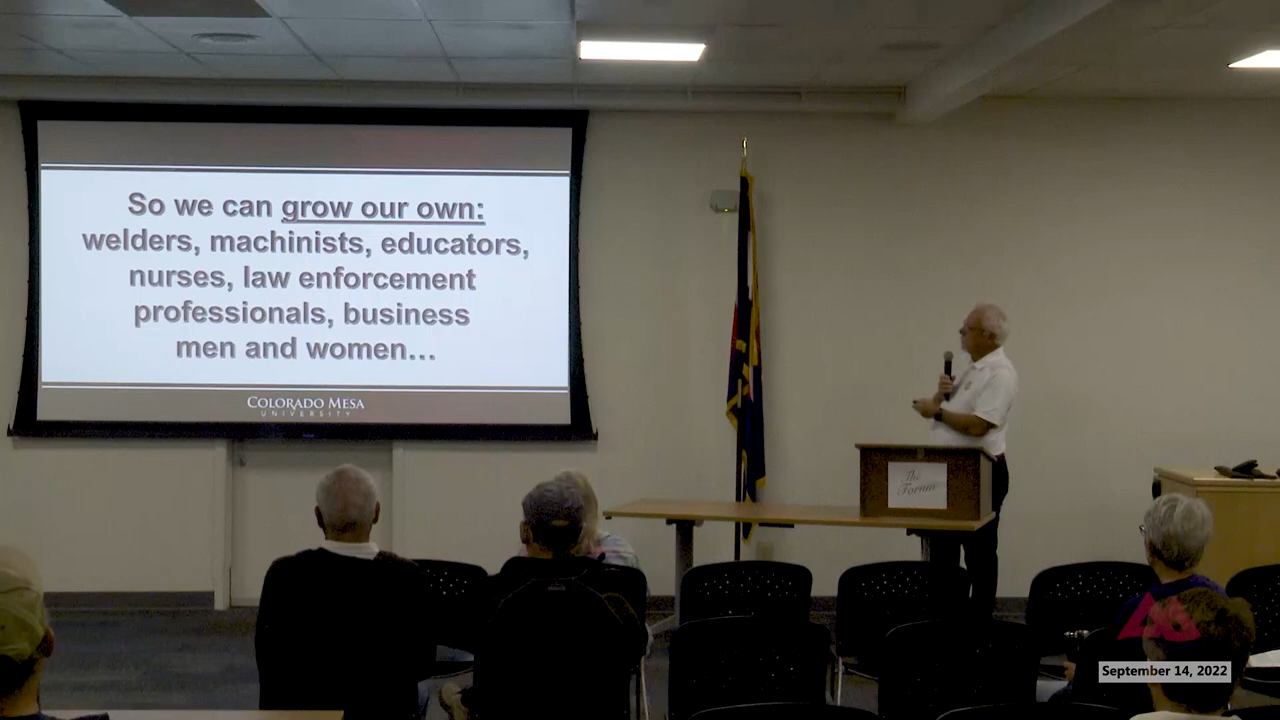 So we can grow our own:
welders, machinists, educators,
nurses, law enforcement
professionals, business
men and women...
COLORADO MESA
UNIVERSITY
The
Forum
September 14, 2022